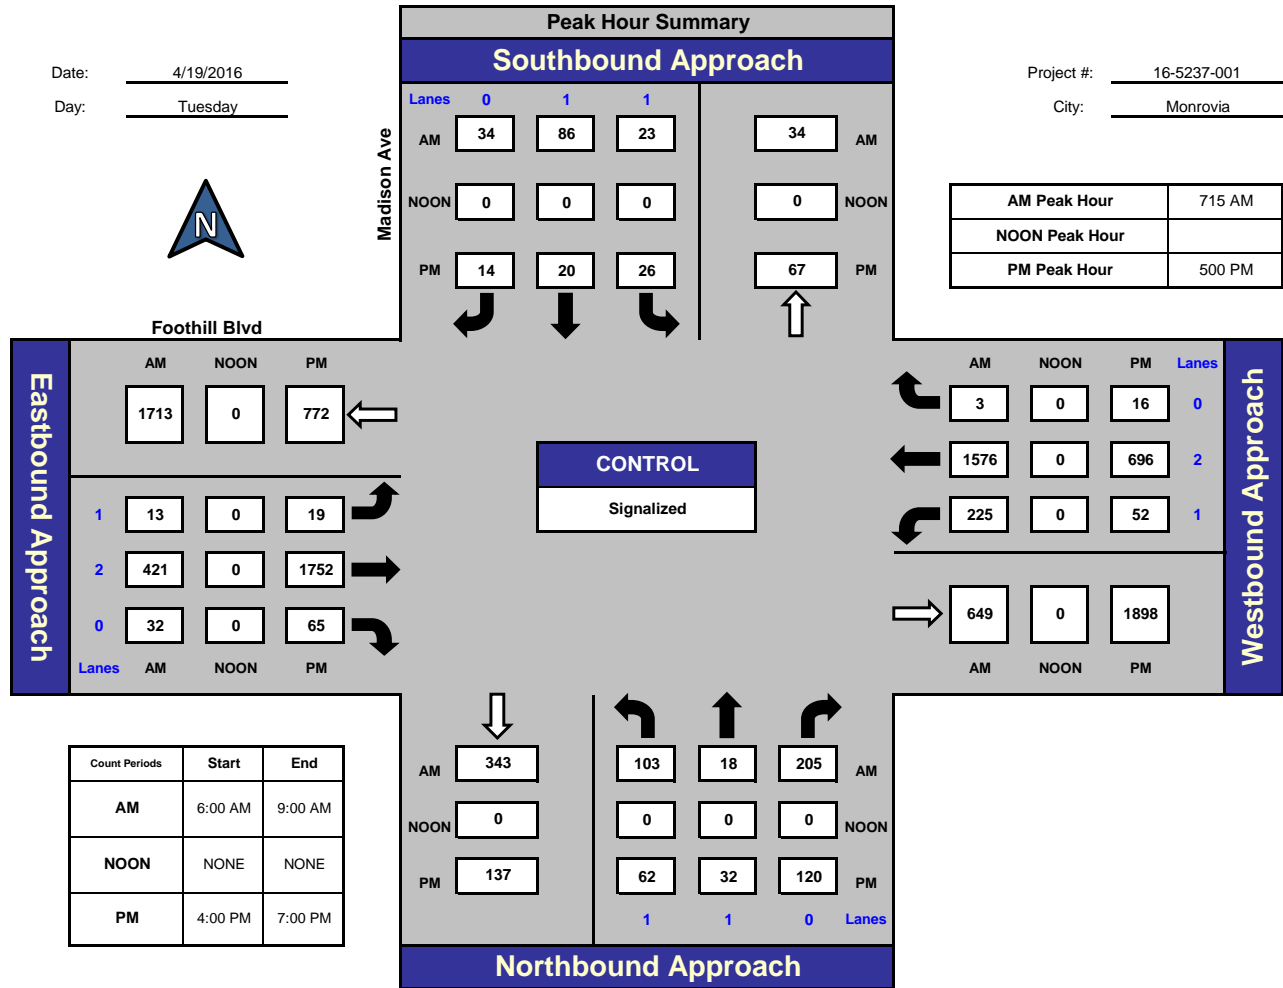 Peak Hour Summary
Southbound Approach
Date: 4/19/2016
Day: Tuesday
Project #: 16-5237-001
City: Monrovia
Madison Ave
Lanes 0 1 1
AM 34 86 23 34 AM
NOON 0 0 0 0 NOON
PM 14 20 26 67 PM
N
AM Peak Hour 715 AM
NOON Peak Hour
PM Peak Hour 500 PM
Foothill Blvd
Eastbound Approach
AM NOON PM
1713 0 772
1 13 0 19
2 421 0 1752
0 32 0 65
Lanes AM NOON PM
CONTROL
Signalized
Westbound Approach
AM NOON PM Lanes
3 0 16 0
1576 0 696 2
225 0 52 1
649 0 1898
AM NOON PM
Count Periods Start End
AM 6:00 AM 9:00 AM
NOON NONE NONE
PM 4:00 PM 7:00 PM
AM 343 103 18 205 AM
NOON 0 0 0 0 NOON
PM 137 62 32 120 PM
1 1 0 Lanes
Northbound Approach